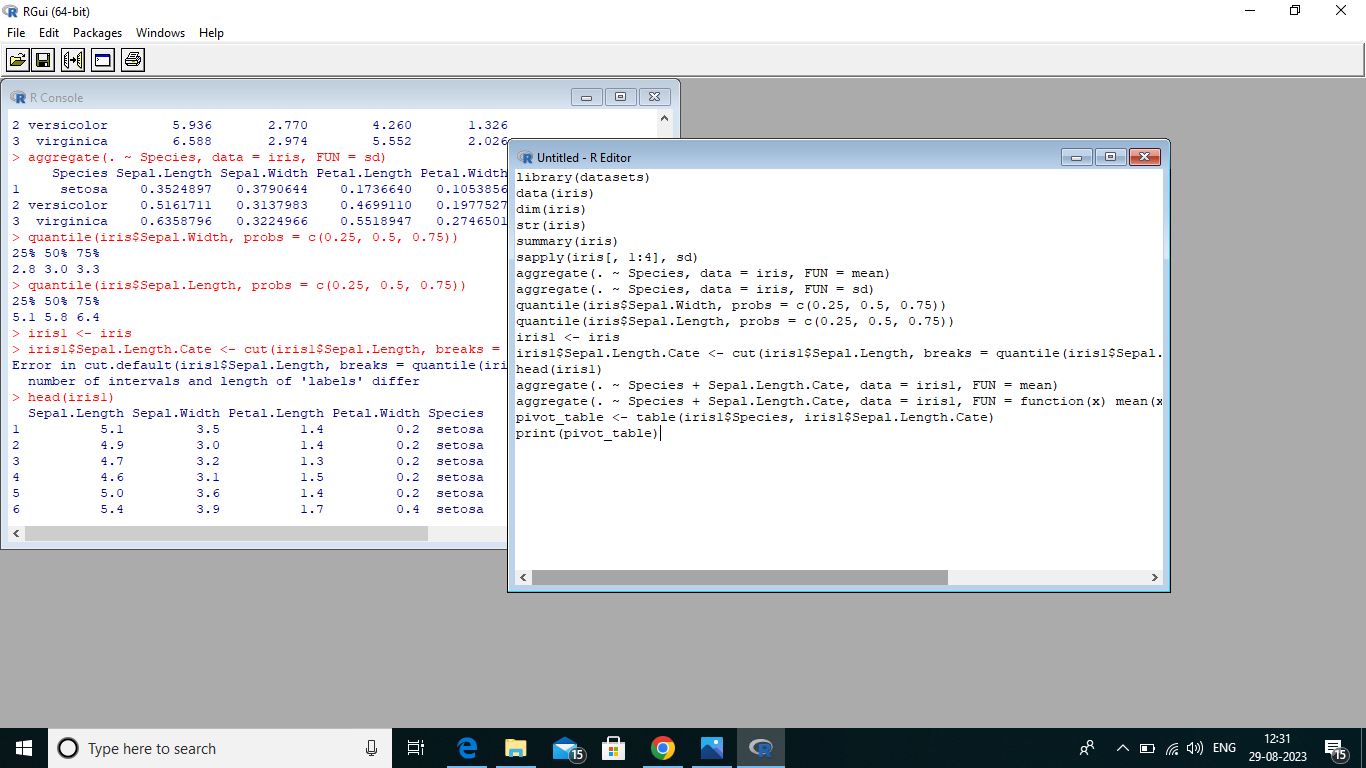 RGui (64-bit)
File Edit Packages Windows Help
R Console
2 versicolor 5.936 2.770 4.260 1.326
3 virginica 6.588 2.974 5.552 2.026
> aggregate(. ~ Species, data = iris, FUN = sd)
Species Sepal.Length Sepal.Width Petal.Length Petal.Width
1 setosa 0.3524897 0.3790644 0.1736640 0.1053856
2 versicolor 0.5161711 0.3137983 0.4699110 0.1977527
3 virginica 0.6358796 0.3224966 0.5518947 0.2746501
> quantile(iris$Sepal.Width, probs = c(0.25, 0.5, 0.75))
25% 50% 75%
2.8 3.0 3.3
> quantile(iris$Sepal.Length, probs = c(0.25, 0.5, 0.75))
25% 50% 75%
5.1 5.8 6.4
> iris1 <- iris
> iris1$Sepal.Length.Cate <- cut(iris1$Sepal.Length, breaks =
Error in cut.default(iris1$Sepal.Length, breaks = quantile(iri
number of intervals and length of 'labels' differ
> head(iris1)
Sepal.Length Sepal.Width Petal.Length Petal.Width Species
1 5.1 3.5 1.4 0.2 setosa
2 4.9 3.0 1.4 0.2 setosa
3 4.7 3.2 1.3 0.2 setosa
4 4.6 3.1 1.5 0.2 setosa
5 5.0 3.6 1.4 0.2 setosa
6 5.4 3.9 1.7 0.4 setosa
Untitled - R Editor
library(datasets)
data(iris)
dim(iris)
str(iris)
summary(iris)
sapply(iris[, 1:4], sd)
aggregate(. ~ Species, data = iris, FUN = mean)
aggregate(. ~ Species, data = iris, FUN = sd)
quantile(iris$Sepal.Width, probs = c(0.25, 0.5, 0.75))
quantile(iris$Sepal.Length, probs = c(0.25, 0.5, 0.75))
iris1 <- iris
iris1$Sepal.Length.Cate <- cut(iris1$Sepal.Length, breaks = quantile(iris1$Sepal.
head(iris1)
aggregate(. ~ Species + Sepal.Length.Cate, data = iris1, FUN = mean)
aggregate(. ~ Species + Sepal.Length.Cate, data = iris1, FUN = function(x) mean(x
pivot_table <- table(iris1$Species, iris1$Sepal.Length.Cate)
print(pivot_table)
Type here to search
15
ENG
12:31
29-08-2023
15